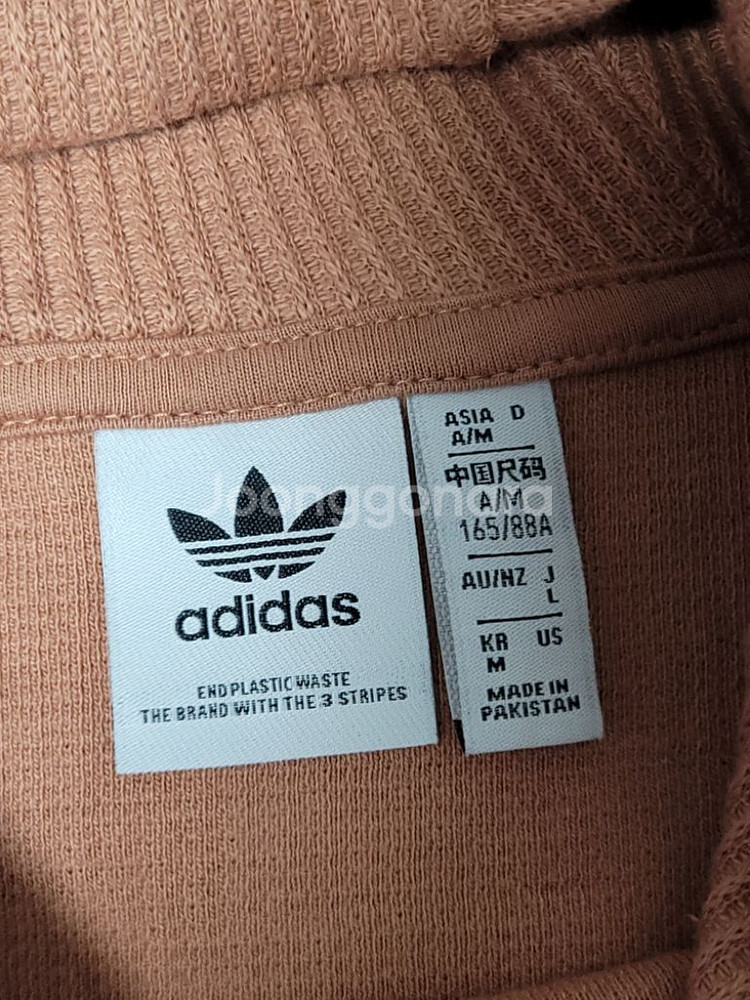 Joonggonara
adidas
END PLASTIC WASTE
THE BRAND WITH THE 3 STRIPES
ASIA D
A/M
中国尺码
A/M
165/88A
AU/NZ J
L
KR US
M
MADE IN
PAKISTAN